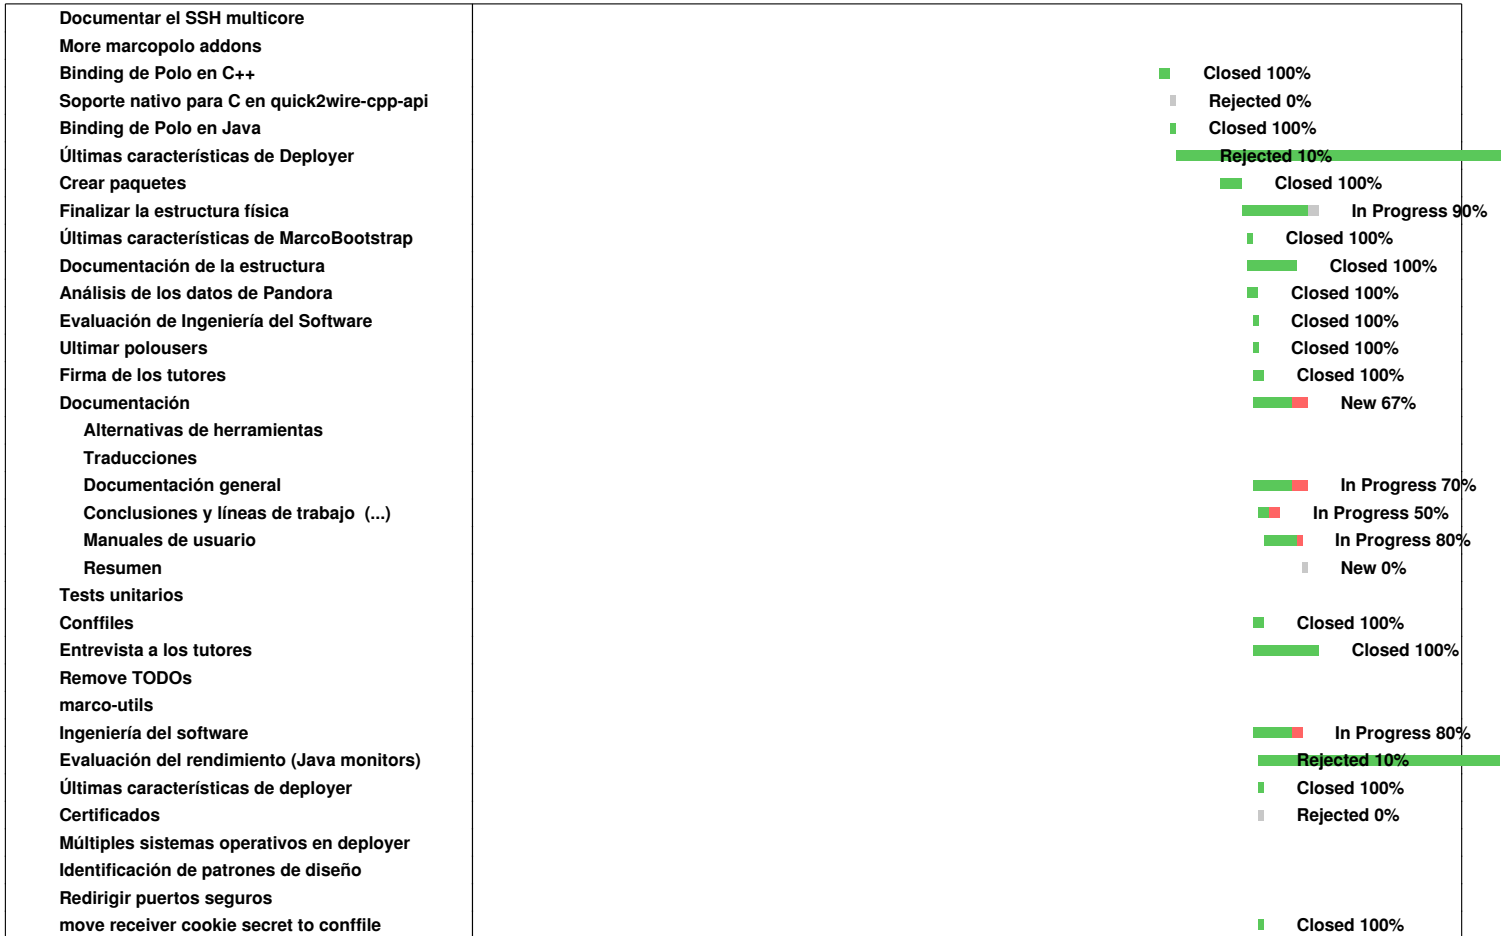 Documentar el SSH multicore
More marcopolo addons
Binding de Polo en C++ Closed 100%
Soporte nativo para C en quick2wire-cpp-api Rejected 0%
Binding de Polo en Java Closed 100%
Últimas características de Deployer Rejected 10%
Crear paquetes Closed 100%
Finalizar la estructura física In Progress 90%
Últimas características de MarcoBootstrap Closed 100%
Documentación de la estructura Closed 100%
Análisis de los datos de Pandora Closed 100%
Evaluación de Ingeniería del Software Closed 100%
Ultimar polousers Closed 100%
Firma de los tutores Closed 100%
Documentación New 67%
Alternativas de herramientas
Traducciones
Documentación general In Progress 70%
Conclusiones y líneas de trabajo (...) In Progress 50%
Manuales de usuario In Progress 80%
Resumen New 0%
Tests unitarios
Conffiles Closed 100%
Entrevista a los tutores Closed 100%
Remove TODOs
marco-utils
Ingeniería del software In Progress 80%
Evaluación del rendimiento (Java monitors) Rejected 10%
Últimas características de deployer Closed 100%
Certificados Rejected 0%
Múltiples sistemas operativos en deployer
Identificación de patrones de diseño
Redirigir puertos seguros
move receiver cookie secret to conffile Closed 100%